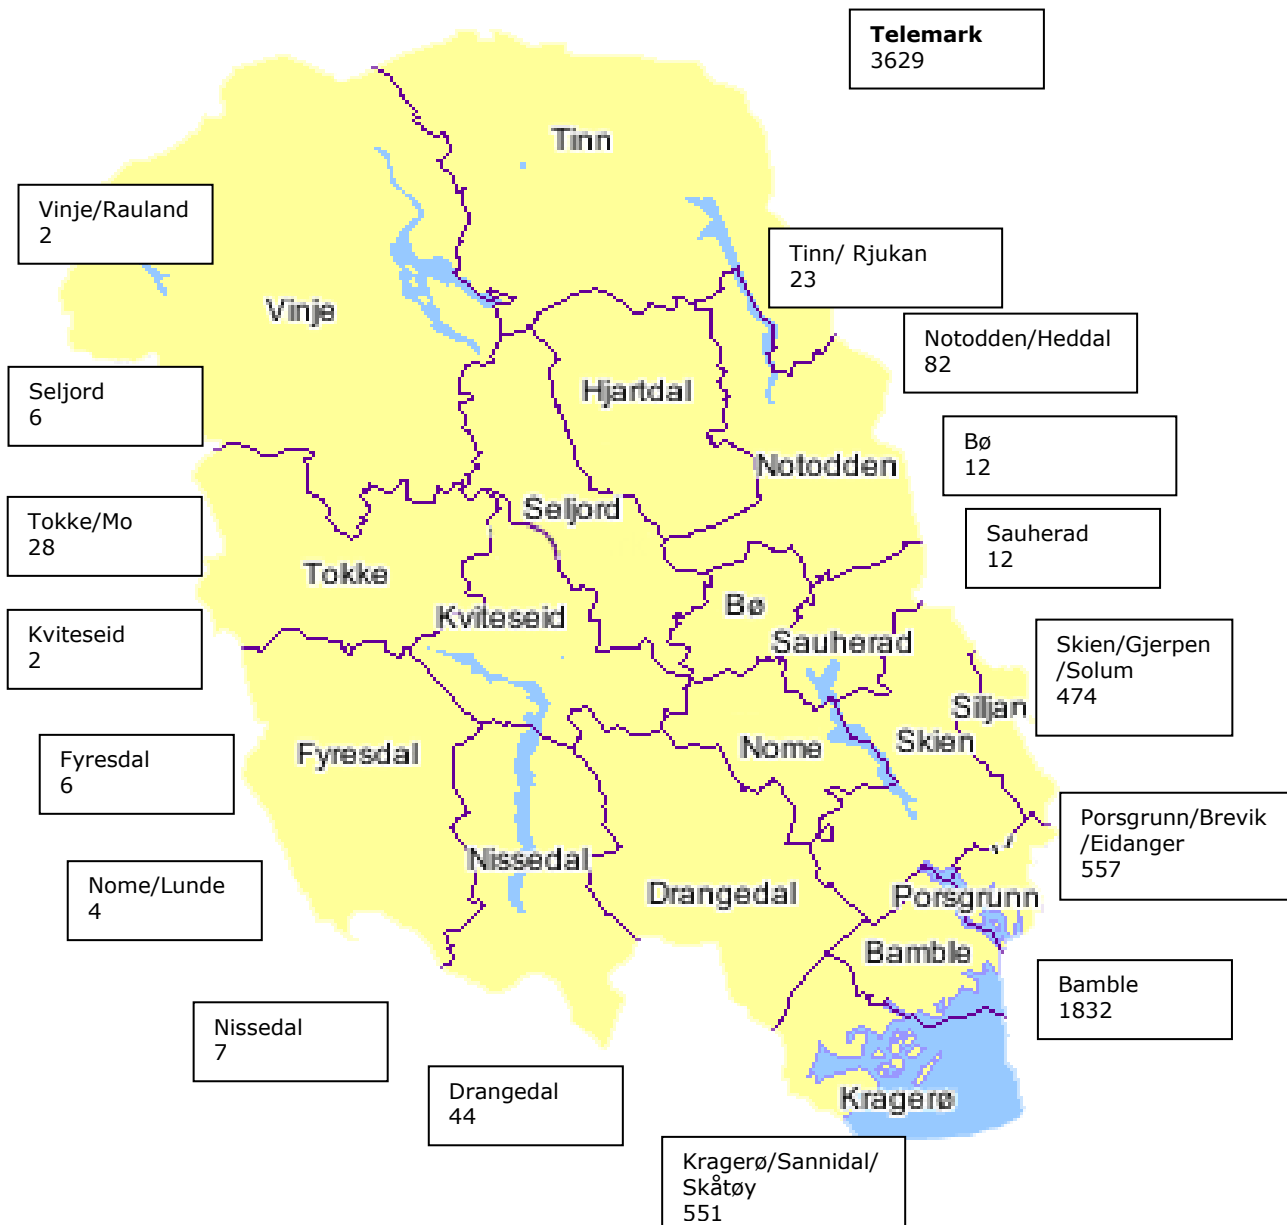 Telemark
3629
Tinn
Vinje/Rauland
2
Tinn/ Rjukan
23
Vinje
Notodden/Heddal
82
Seljord
6
Hjartdal
Bø
12
Notodden
Tokke/Mo
28
Seljord
Sauherad
12
Tokke
Kviteseid
Bø
Sauherad
Kviteseid
2
Skien/Gjerpen
/Solum
474
Siljan
Fyresdal
6
Fyresdal
Nome
Skien
Porsgrunn/Brevik
/Eidanger
557
Nome/Lunde
4
Nissedal
Drangedal
Porsgrunn
Bamble
Bamble
1832
Nissedal
7
Drangedal
44
Kragerø
Kragerø/Sannidal/
Skåtøy
551